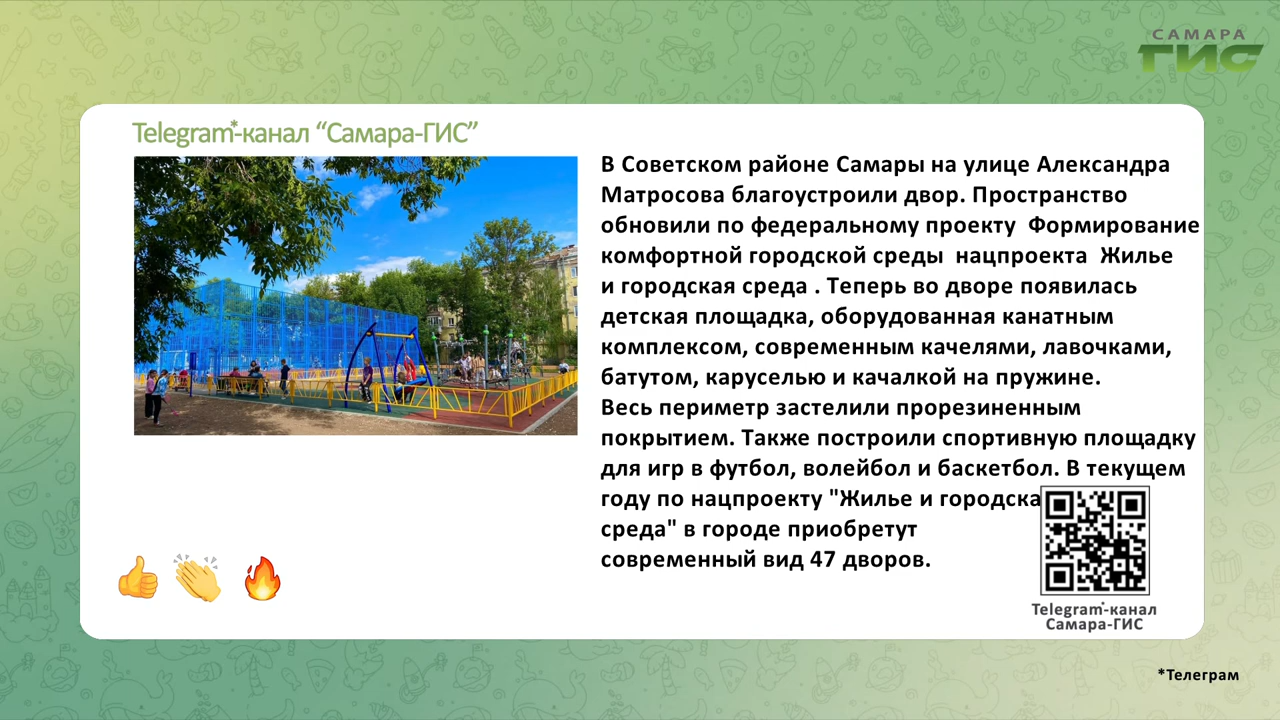 САМАРА
ГИС
Telegram*-канал “Самара-ГИС”
В Советском районе Самары на улице Александра
Матросова благоустроили двор. Пространство
обновили по федеральному проекту  Формирование
комфортной городской среды  нацпроекта  Жилье
и городская среда . Теперь во дворе появилась
детская площадка, оборудованная канатным
комплексом, современным качелями, лавочками,
батутом, каруселью и качалкой на пружине.
Весь периметр застелили прорезиненным
покрытием. Также построили спортивную площадку
для игр в футбол, волейбол и баскетбол. В текущем
году по нацпроекту "Жилье и городска
среда" в городе приобретут
современный вид 47 дворов.
Telegram*-канал
Самара-ГИС
*Телеграм